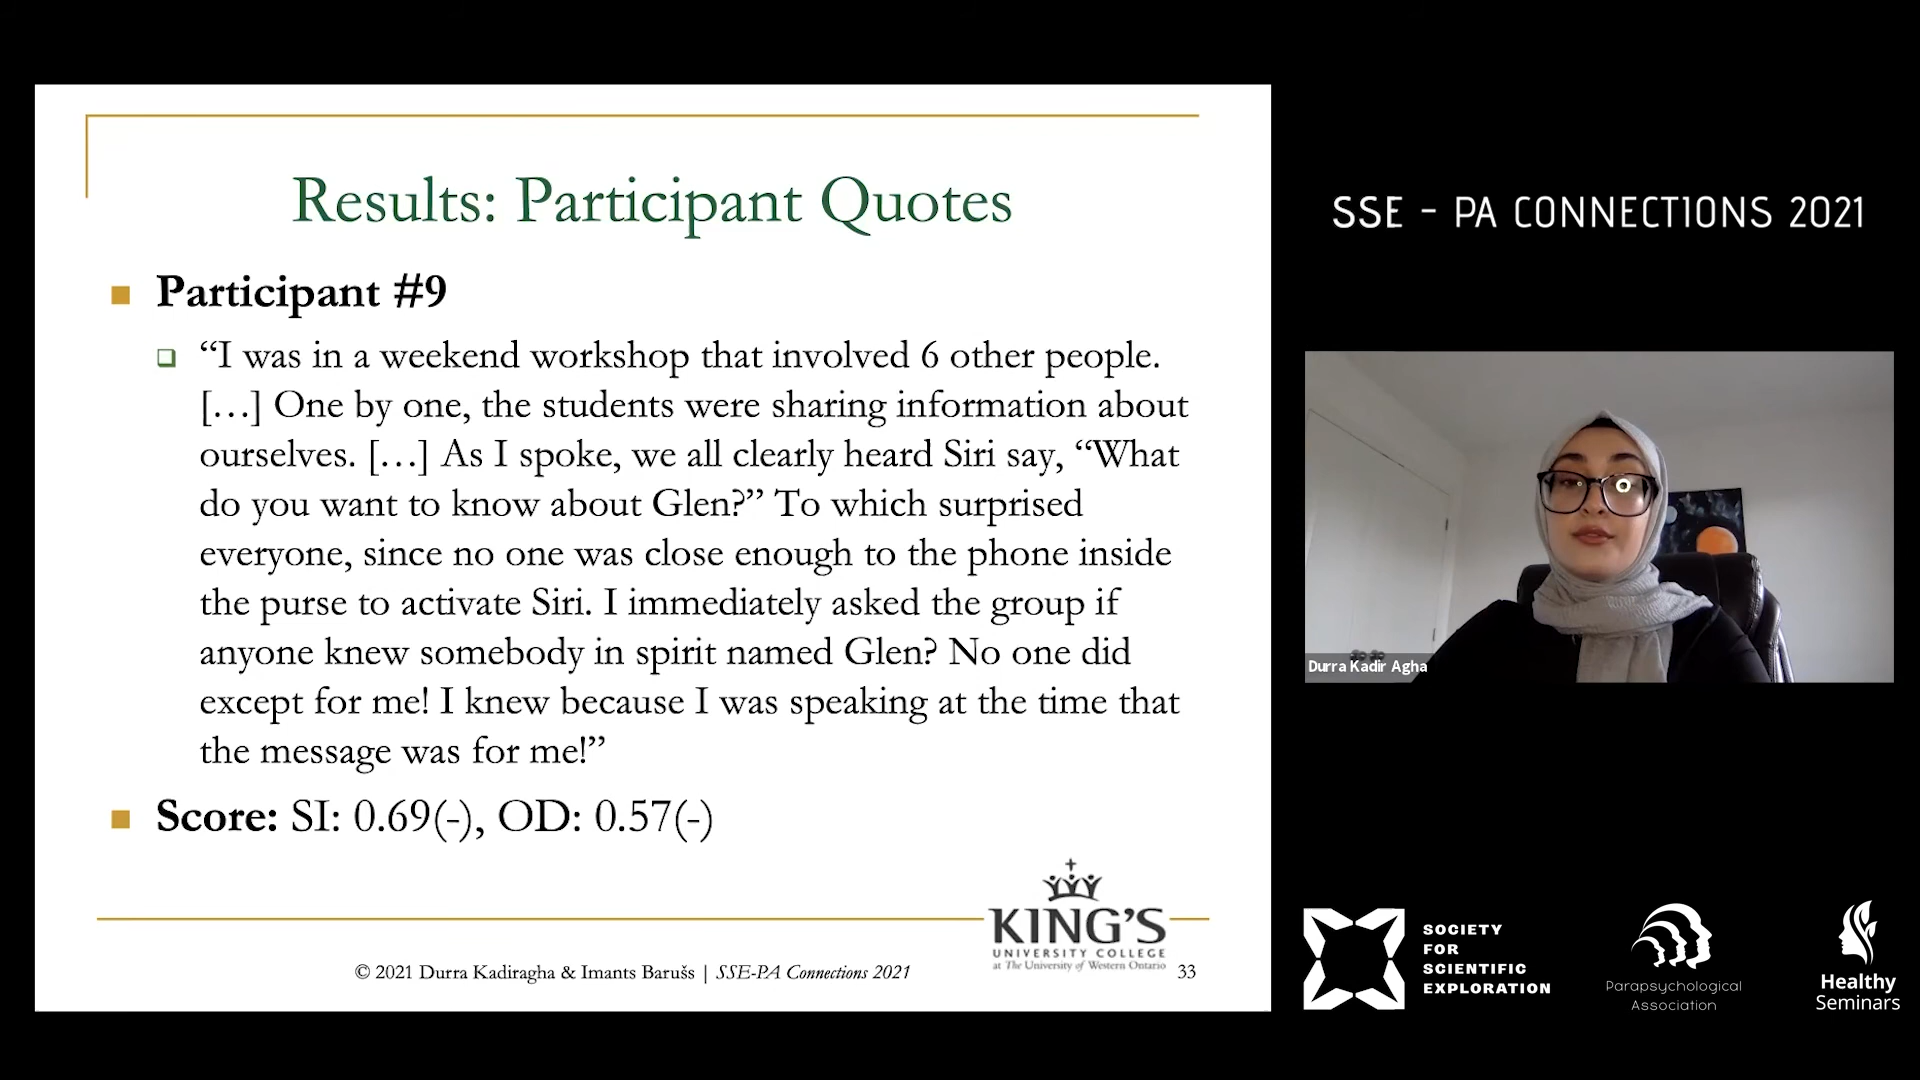 Results: Participant Quotes
Participant #9
“I was in a weekend workshop that involved 6 other people.
[…] One by one, the students were sharing information about
ourselves. […] As I spoke, we all clearly heard Siri say, “What
do you want to know about Glen?” To which surprised
everyone, since no one was close enough to the phone inside
the purse to activate Siri. I immediately asked the group if
anyone knew somebody in spirit named Glen? No one did
except for me! I knew because I was speaking at the time that
the message was for me!”
Score: SI: 0.69(-), OD: 0.57(-)
KING’S
UNIVERSITY COLLEGE
at The University of Western Ontario
© 2021 Durra Kadiragha & Imants Barušs | SSE-PA Connections 2021
33
SSE - PA CONNECTIONS 2021
Durra Kadir Agha
SOCIETY
FOR
SCIENTIFIC
EXPLORATION
Parapsychological
Association
Healthy
Seminars